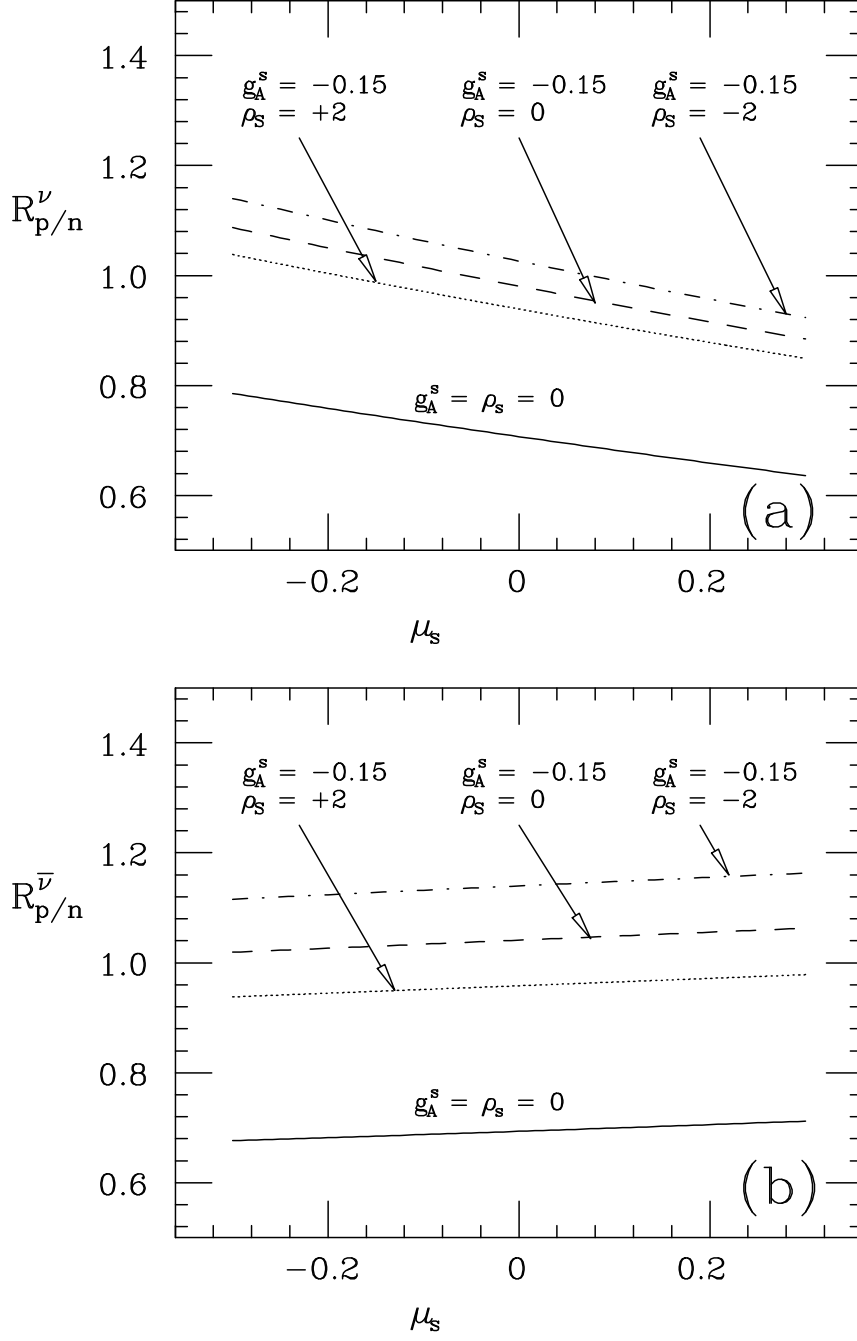 1.4
g_A^s = −0.15 g_A^s = −0.15 g_A^s = −0.15
ρ_S = +2 ρ_S = 0 ρ_S = −2
1.2
R_{p/n}^ν
1.0
0.8
g_A^s = ρ_s = 0
0.6
(a)
−0.2 0 0.2
μ_s
1.4
g_A^s = −0.15 g_A^s = −0.15 g_A^s = −0.15
ρ_S = +2 ρ_S = 0 ρ_S = −2
1.2
R_{p/n}^ν̅
1.0
0.8
g_A^s = ρ_s = 0
0.6
(b)
−0.2 0 0.2
μ_s